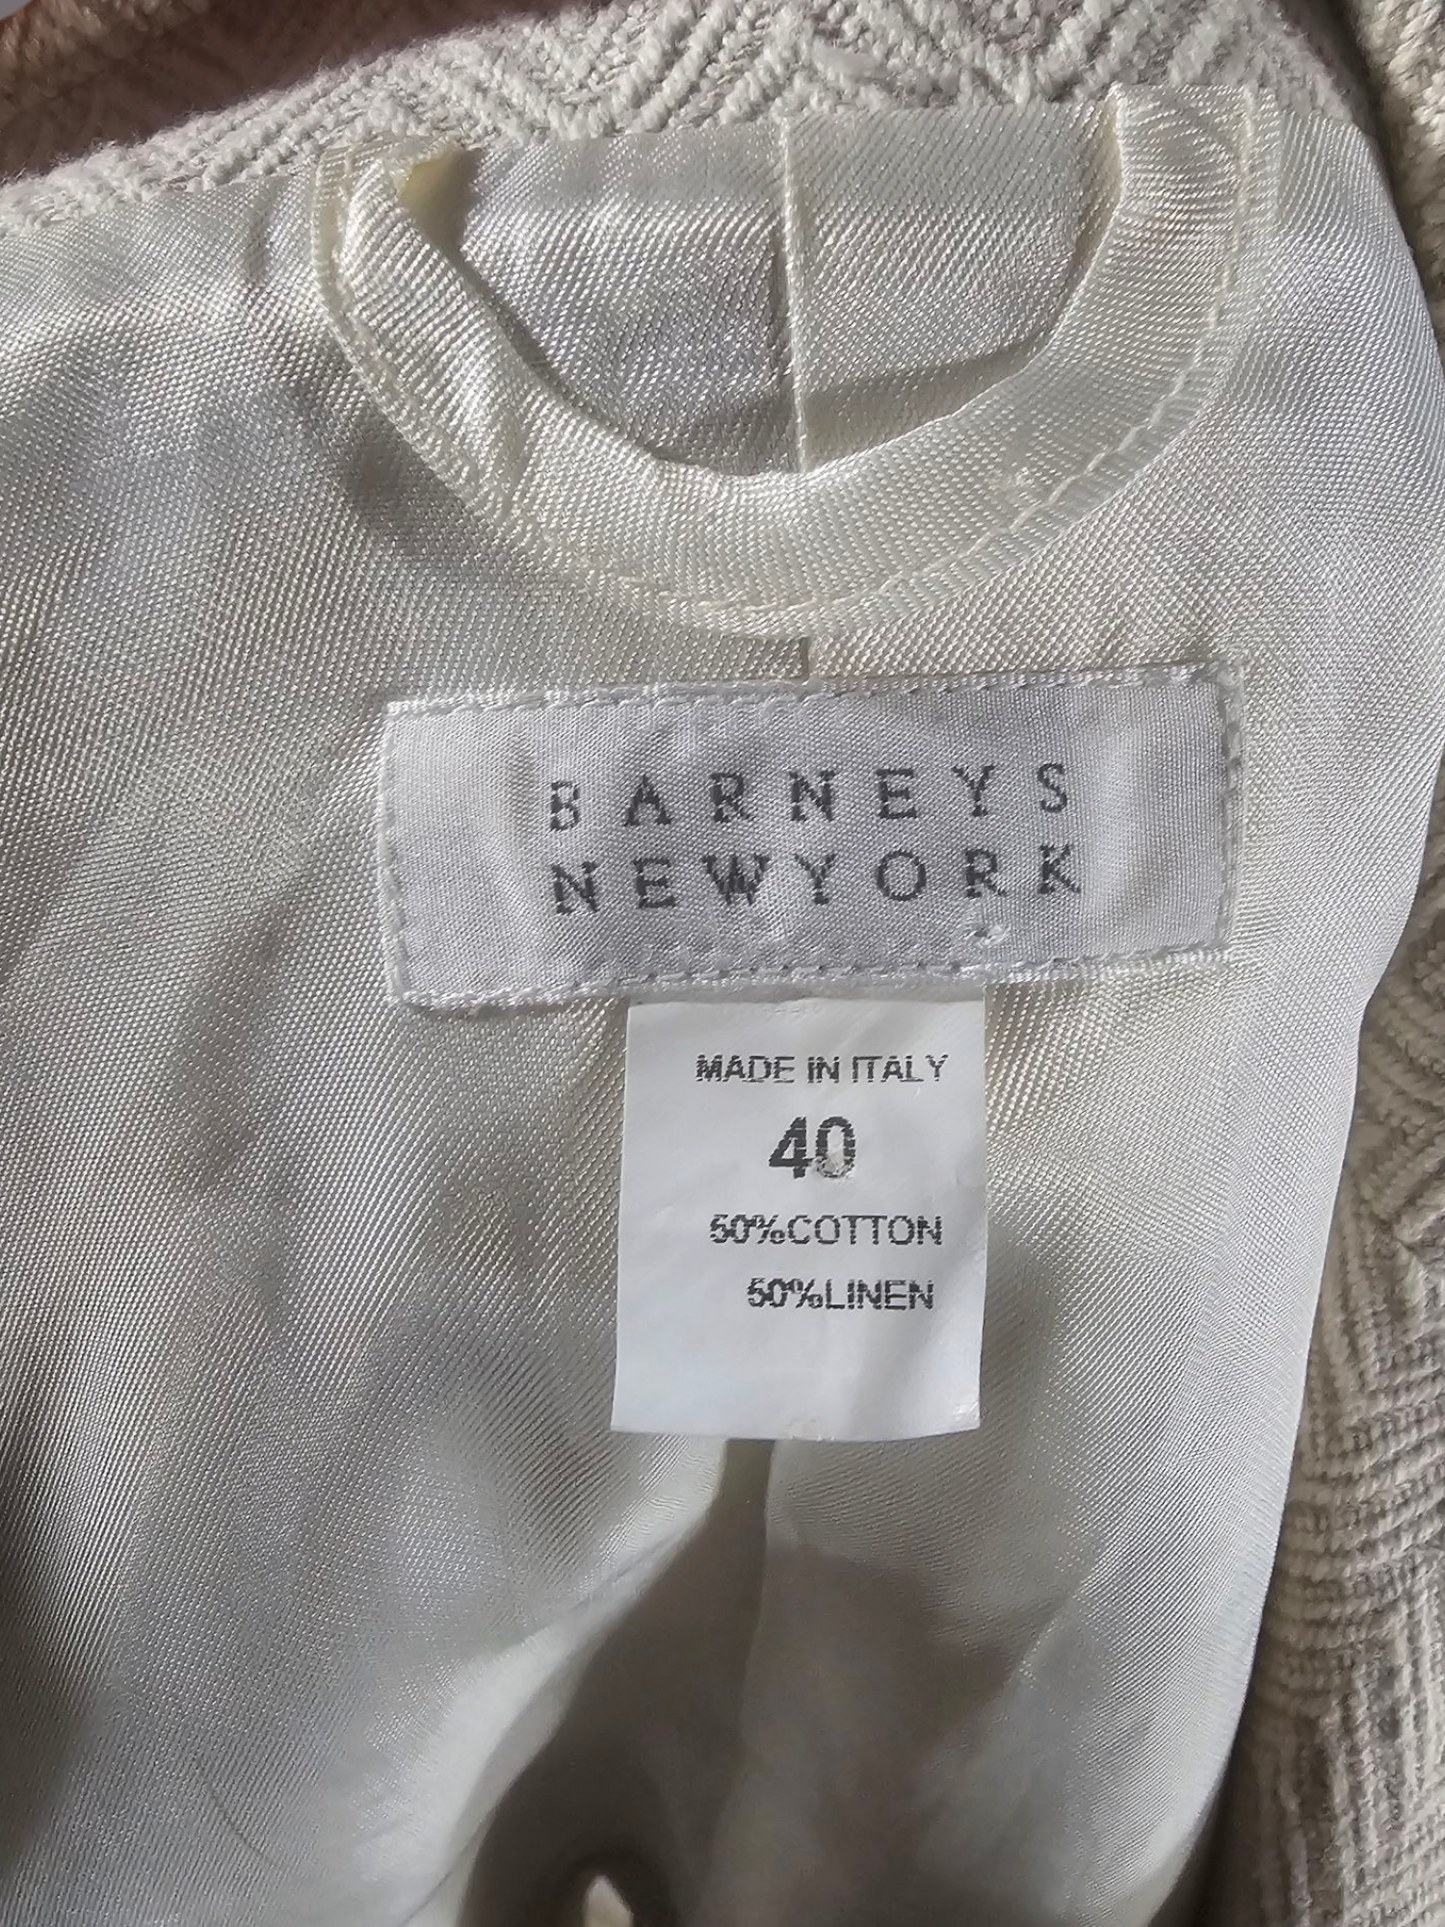 BARNEYS
NEWYORK
MADE IN ITALY
40
50%COTTON
50%LINEN